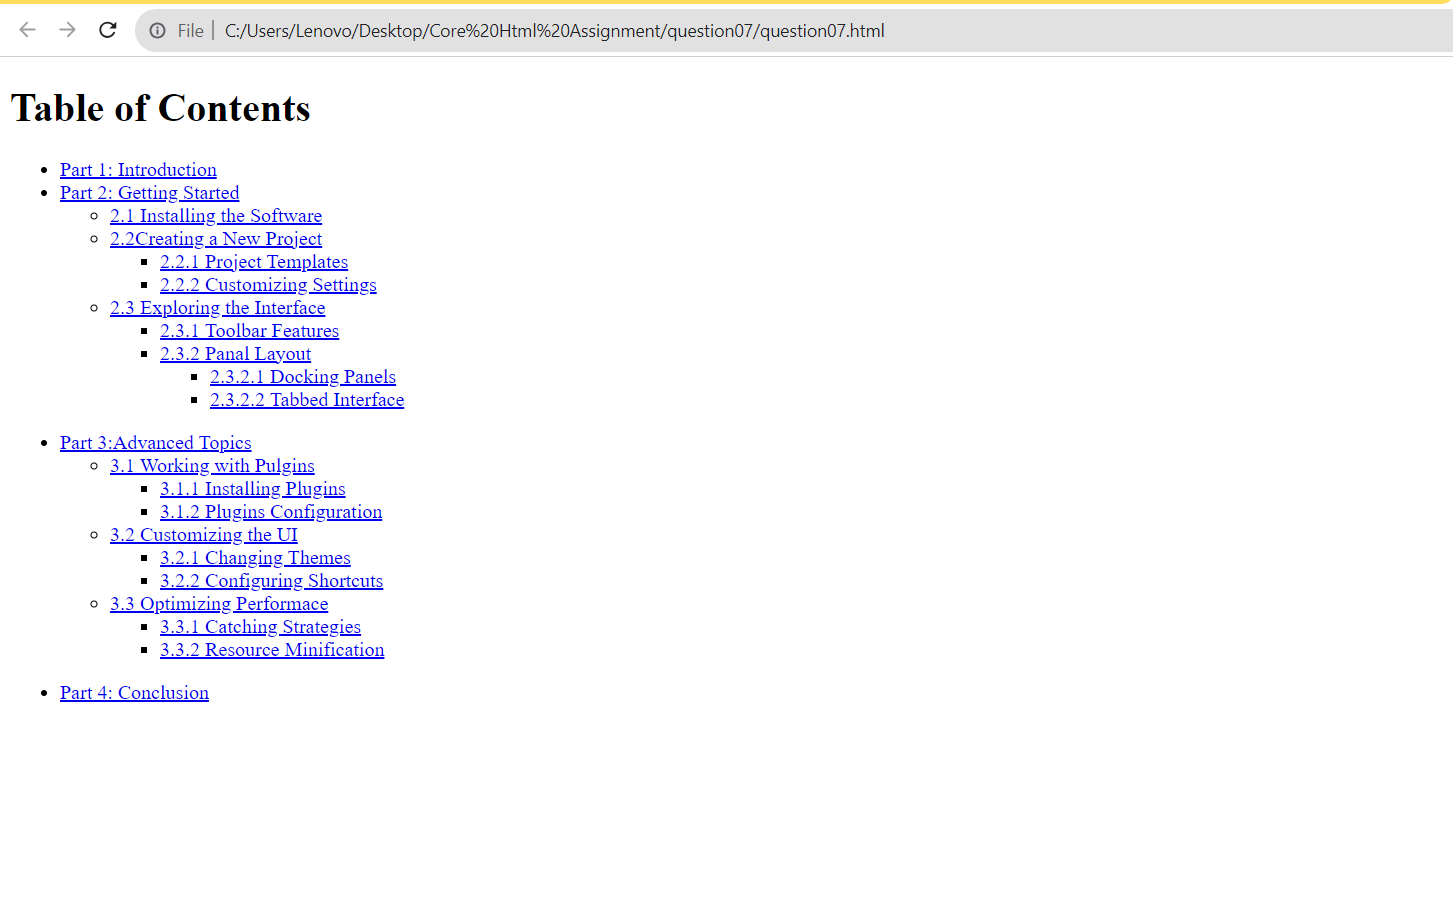 File
C:/Users/Lenovo/Desktop/Core%20Html%20Assignment/question07/question07.html
Table of Contents
Part 1: Introduction
Part 2: Getting Started
2.1 Installing the Software
2.2Creating a New Project
2.2.1 Project Templates
2.2.2 Customizing Settings
2.3 Exploring the Interface
2.3.1 Toolbar Features
2.3.2 Panal Layout
2.3.2.1 Docking Panels
2.3.2.2 Tabbed Interface
Part 3:Advanced Topics
3.1 Working with Pulgins
3.1.1 Installing Plugins
3.1.2 Plugins Configuration
3.2 Customizing the UI
3.2.1 Changing Themes
3.2.2 Configuring Shortcuts
3.3 Optimizing Performace
3.3.1 Catching Strategies
3.3.2 Resource Minification
Part 4: Conclusion